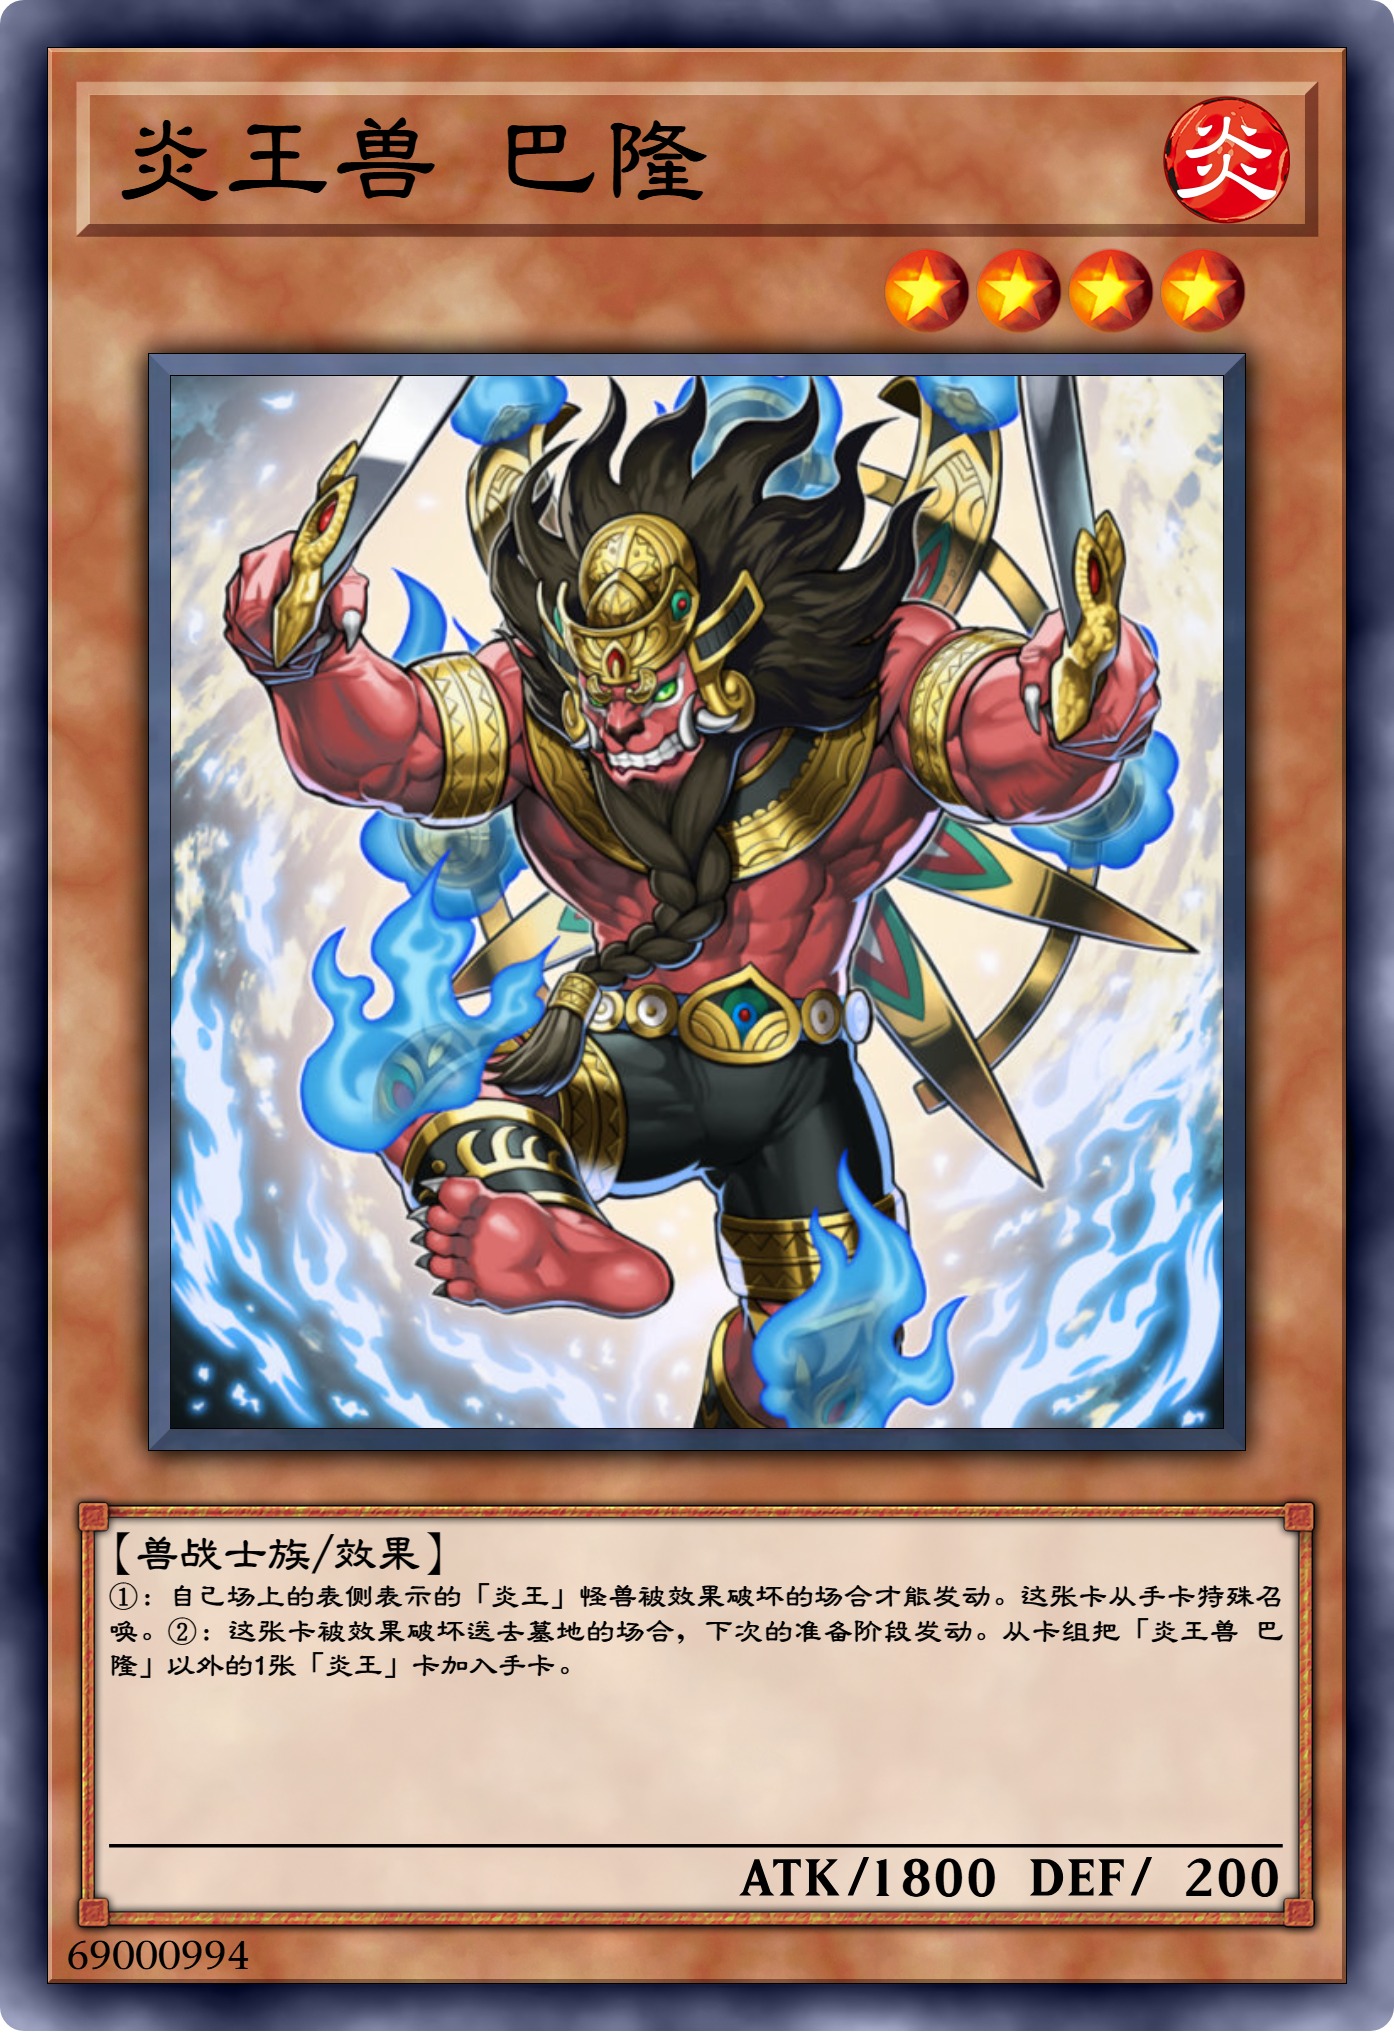 炎王兽 巴隆
炎
【兽战士族/效果】
①：自己场上的表侧表示的「炎王」怪兽被效果破坏的场合才能发动。这张卡从手卡特殊召
唤。②：这张卡被效果破坏送去墓地的场合，下次的准备阶段发动。从卡组把「炎王兽 巴
隆」以外的1张「炎王」卡加入手卡。
ATK/1800 DEF/ 200
69000994